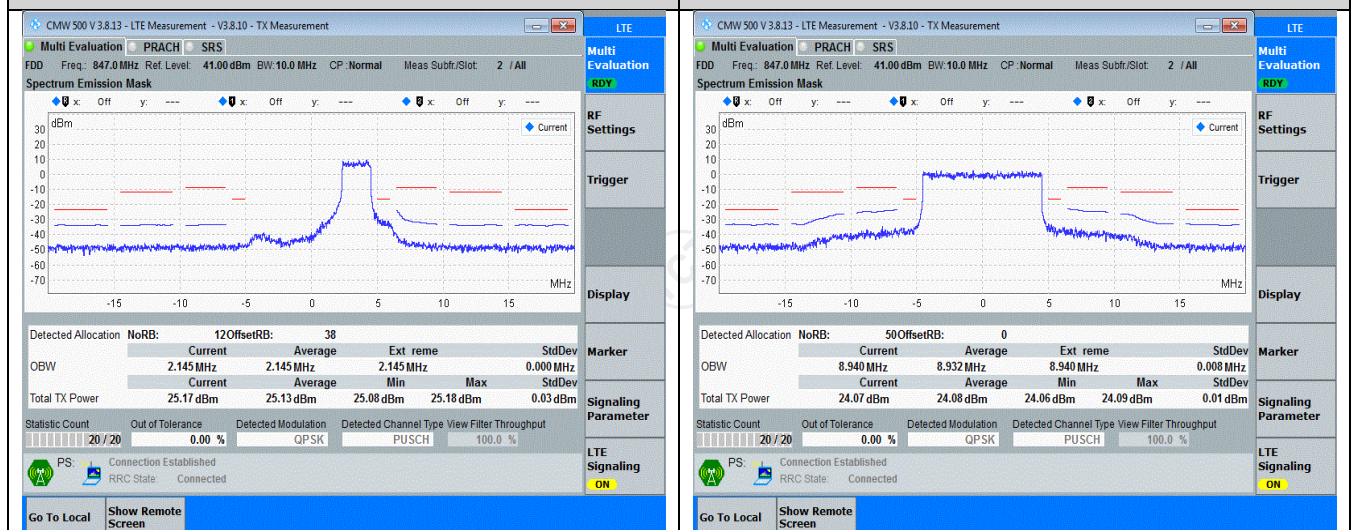 CMW 500 V 3.8.13 - LTE Measurement - V3.8.10 - TX Measurement
LTE
Multi Evaluation PRACH SRS
Multi Evaluation
RDY
FDD Freq.: 847.0 MHz Ref. Level: 41.00 dBm BW: 10.0 MHz CP : Normal Meas Subfr./Slot: 2 / All
Spectrum Emission Mask
x: Off y: --- x: Off y: --- x: Off y: ---
dBm
Current
30
20
10
0
-10
-20
-30
-40
-50
-60
-70
MHz
-15 -10 -5 0 5 10 15
RF Settings
Trigger
Display
Marker
Signaling Parameter
LTE Signaling
ON
Detected Allocation NoRB: 12 OffsetRB: 38
Current Average Ext reme StdDev
OBW 2.145 MHz 2.145 MHz 2.145 MHz 0.000 MHz
Current Average Min Max StdDev
Total TX Power 25.17 dBm 25.13 dBm 25.08 dBm 25.18 dBm 0.03 dBm
Statistic Count Out of Tolerance Detected Modulation Detected Channel Type View Filter Throughput
20 / 20 0.00 % QPSK PUSCH 100.0 %
PS: Connection Established
RRC State: Connected
Go To Local Show Remote Screen
CMW 500 V 3.8.13 - LTE Measurement - V3.8.10 - TX Measurement
LTE
Multi Evaluation PRACH SRS
Multi Evaluation
RDY
FDD Freq.: 847.0 MHz Ref. Level: 41.00 dBm BW: 10.0 MHz CP : Normal Meas Subfr./Slot: 2 / All
Spectrum Emission Mask
x: Off y: --- x: Off y: --- x: Off y: ---
dBm
Current
30
20
10
0
-10
-20
-30
-40
-50
-60
-70
MHz
-15 -10 -5 0 5 10 15
RF Settings
Trigger
Display
Marker
Signaling Parameter
LTE Signaling
ON
Detected Allocation NoRB: 50 OffsetRB: 0
Current Average Ext reme StdDev
OBW 8.940 MHz 8.932 MHz 8.940 MHz 0.008 MHz
Current Average Min Max StdDev
Total TX Power 24.07 dBm 24.08 dBm 24.06 dBm 24.09 dBm 0.01 dBm
Statistic Count Out of Tolerance Detected Modulation Detected Channel Type View Filter Throughput
20 / 20 0.00 % QPSK PUSCH 100.0 %
PS: Connection Established
RRC State: Connected
Go To Local Show Remote Screen